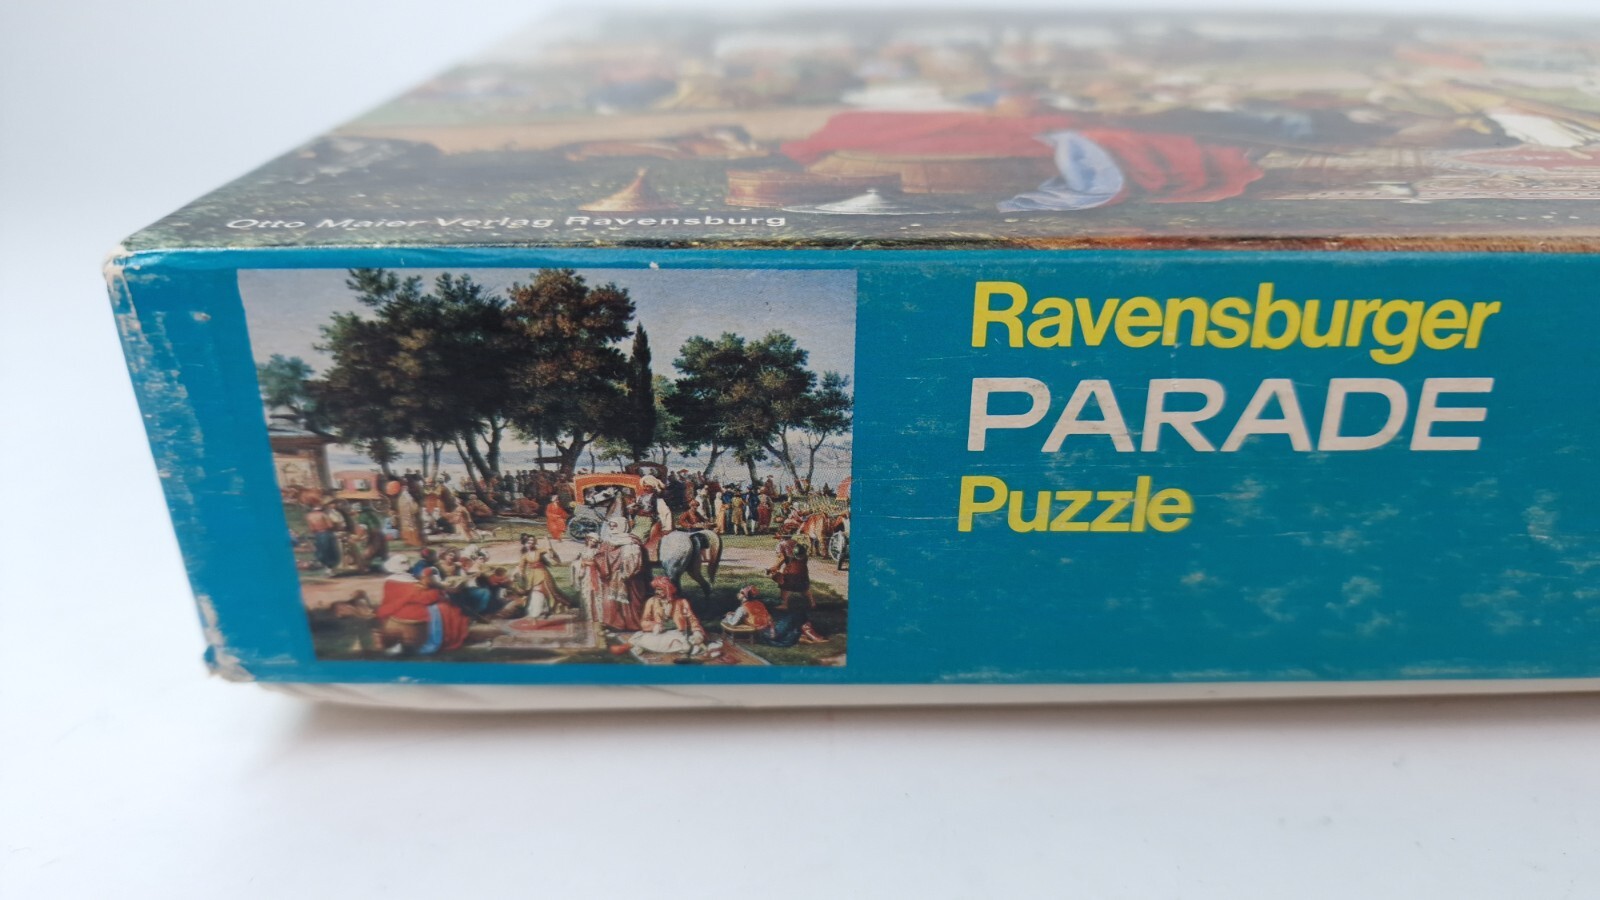 Otto Maier Verlag Ravensburg
Ravensburger
PARADE
Puzzle